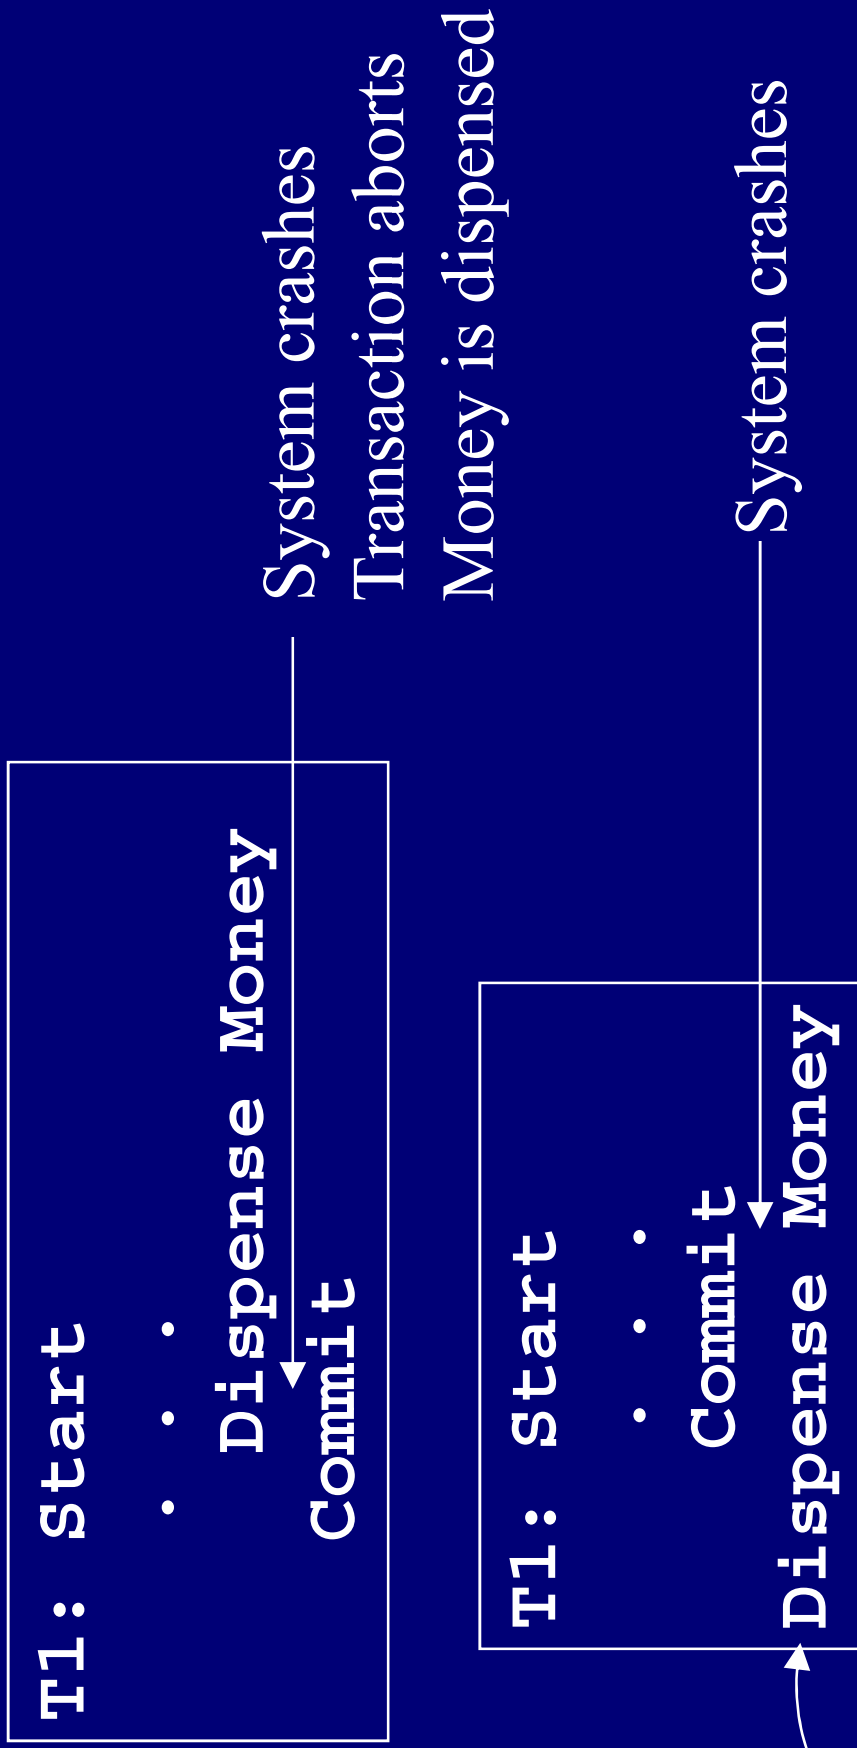 T1: Start
. . .
Dispense Money
Commit
System crashes
Transaction aborts
Money is dispensed
T1: Start
. . .
Commit
Dispense Money
System crashes